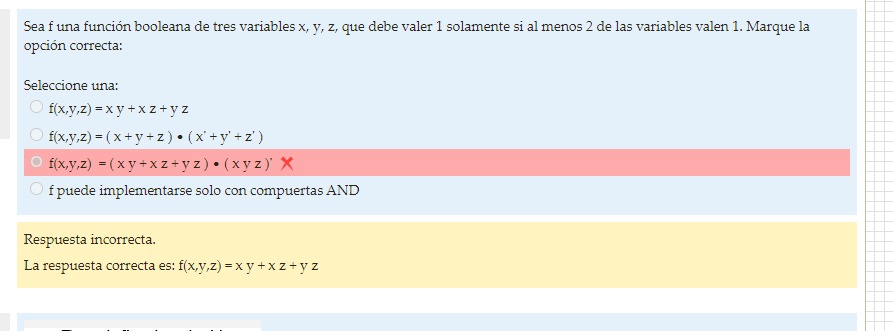 Sea f una función booleana de tres variables x, y, z, que debe valer 1 solamente si al menos 2 de las variables valen 1. Marque la
opción correcta:
Seleccione una:
f(x,y,z) = x y + x z + y z
f(x,y,z) = ( x + y + z ) • ( x' + y' + z' )
f(x,y,z) = ( x y + x z + y z ) • ( x y z )'
f puede implementarse solo con compuertas AND
Respuesta incorrecta.
La respuesta correcta es: f(x,y,z) = x y + x z + y z